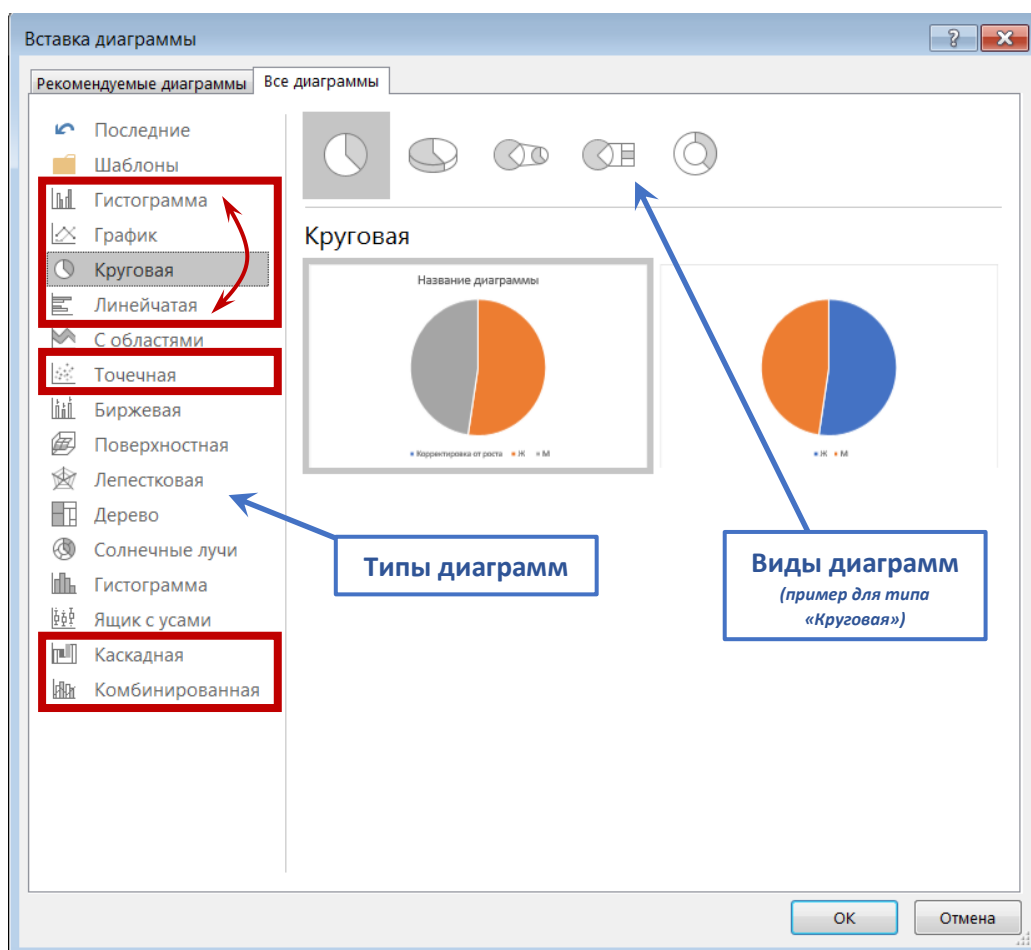 Вставка диаграммы
Рекомендуемые диаграммы
Все диаграммы
Последние
Шаблоны
Гистограмма
График
Круговая
Линейчатая
С областями
Точечная
Биржевая
Поверхностная
Лепестковая
Дерево
Солнечные лучи
Гистограмма
Ящик с усами
Каскадная
Комбинированная
Круговая
Название диаграммы
Корректировка от роста Ж М
Ж М
Типы диаграмм
Виды диаграмм
(пример для типа
«Круговая»)
ОК
Отмена